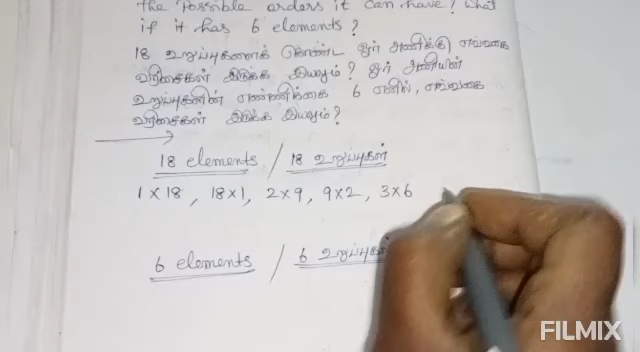 the possible orders it can have? What
if it has 6 elements?
18 உறுப்புகளைக் கொண்ட ஓர் அணிக்கு எவ்வகை
வரிசைகள் இருக்க இயலும்? ஓர் அணியின்
உறுப்புகளின் எண்ணிக்கை 6 எனில், எவ்வகை
வரிசைகள் இருக்க இயலும்?
18 elements / 18 உறுப்புகள்
1 × 18, 18×1, 2×9, 9×2, 3×6
6 elements / 6 உறுப்புகள்
FILMIX